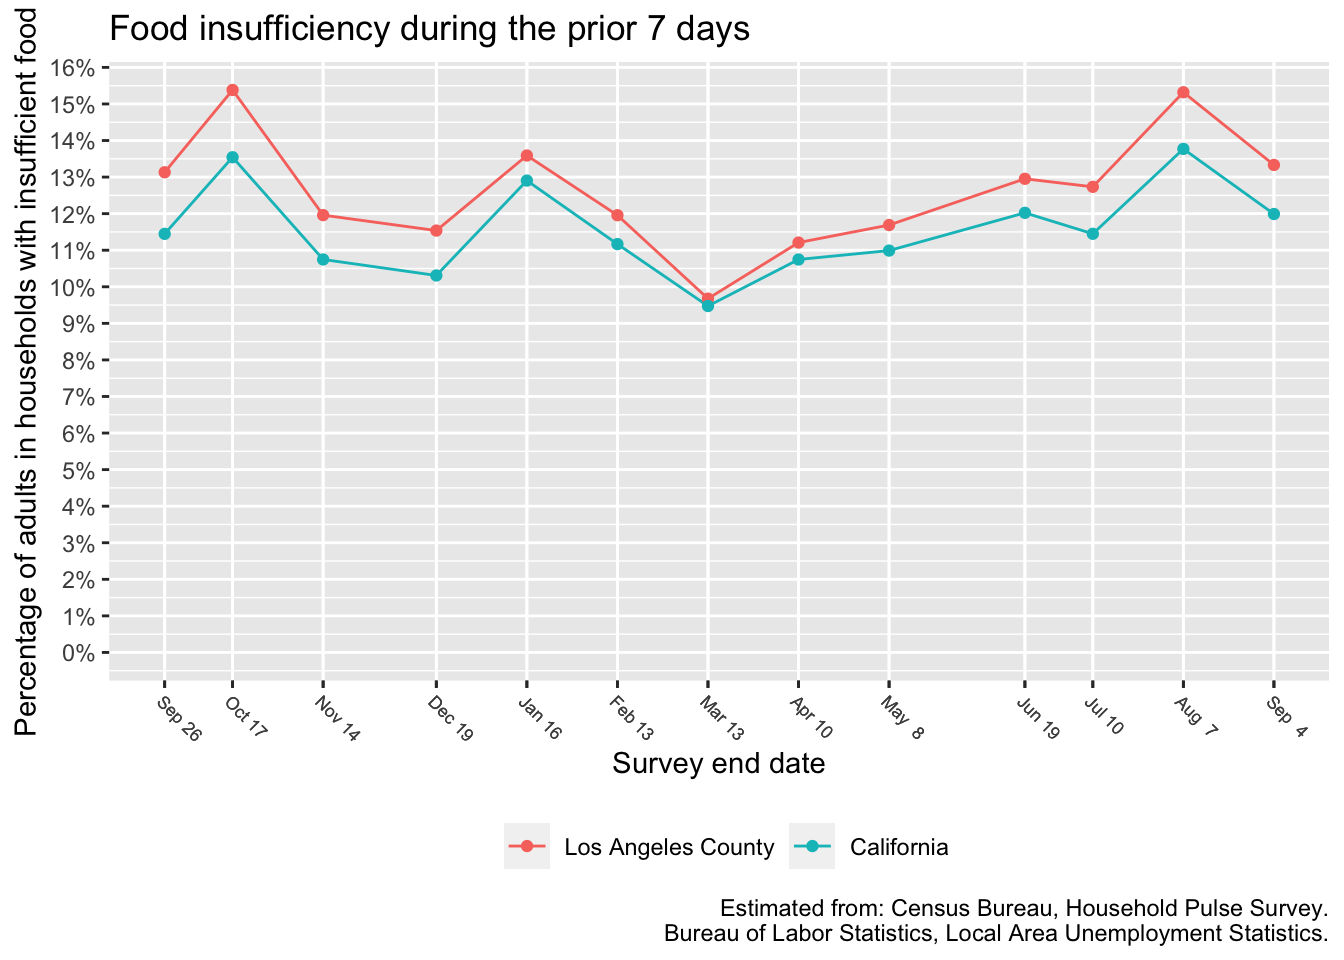 Food insufficiency during the prior 7 days
Percentage of adults in households with insufficient food
16%
15%
14%
13%
12%
11%
10%
9%
8%
7%
6%
5%
4%
3%
2%
1%
0%
Sep 26
Oct 17
Nov 14
Dec 19
Jan 16
Feb 13
Mar 13
Apr 10
May  8
Jun 19
Jul 10
Aug  7
Sep  4
Survey end date
Los Angeles County
California
Estimated from: Census Bureau, Household Pulse Survey.
Bureau of Labor Statistics, Local Area Unemployment Statistics.